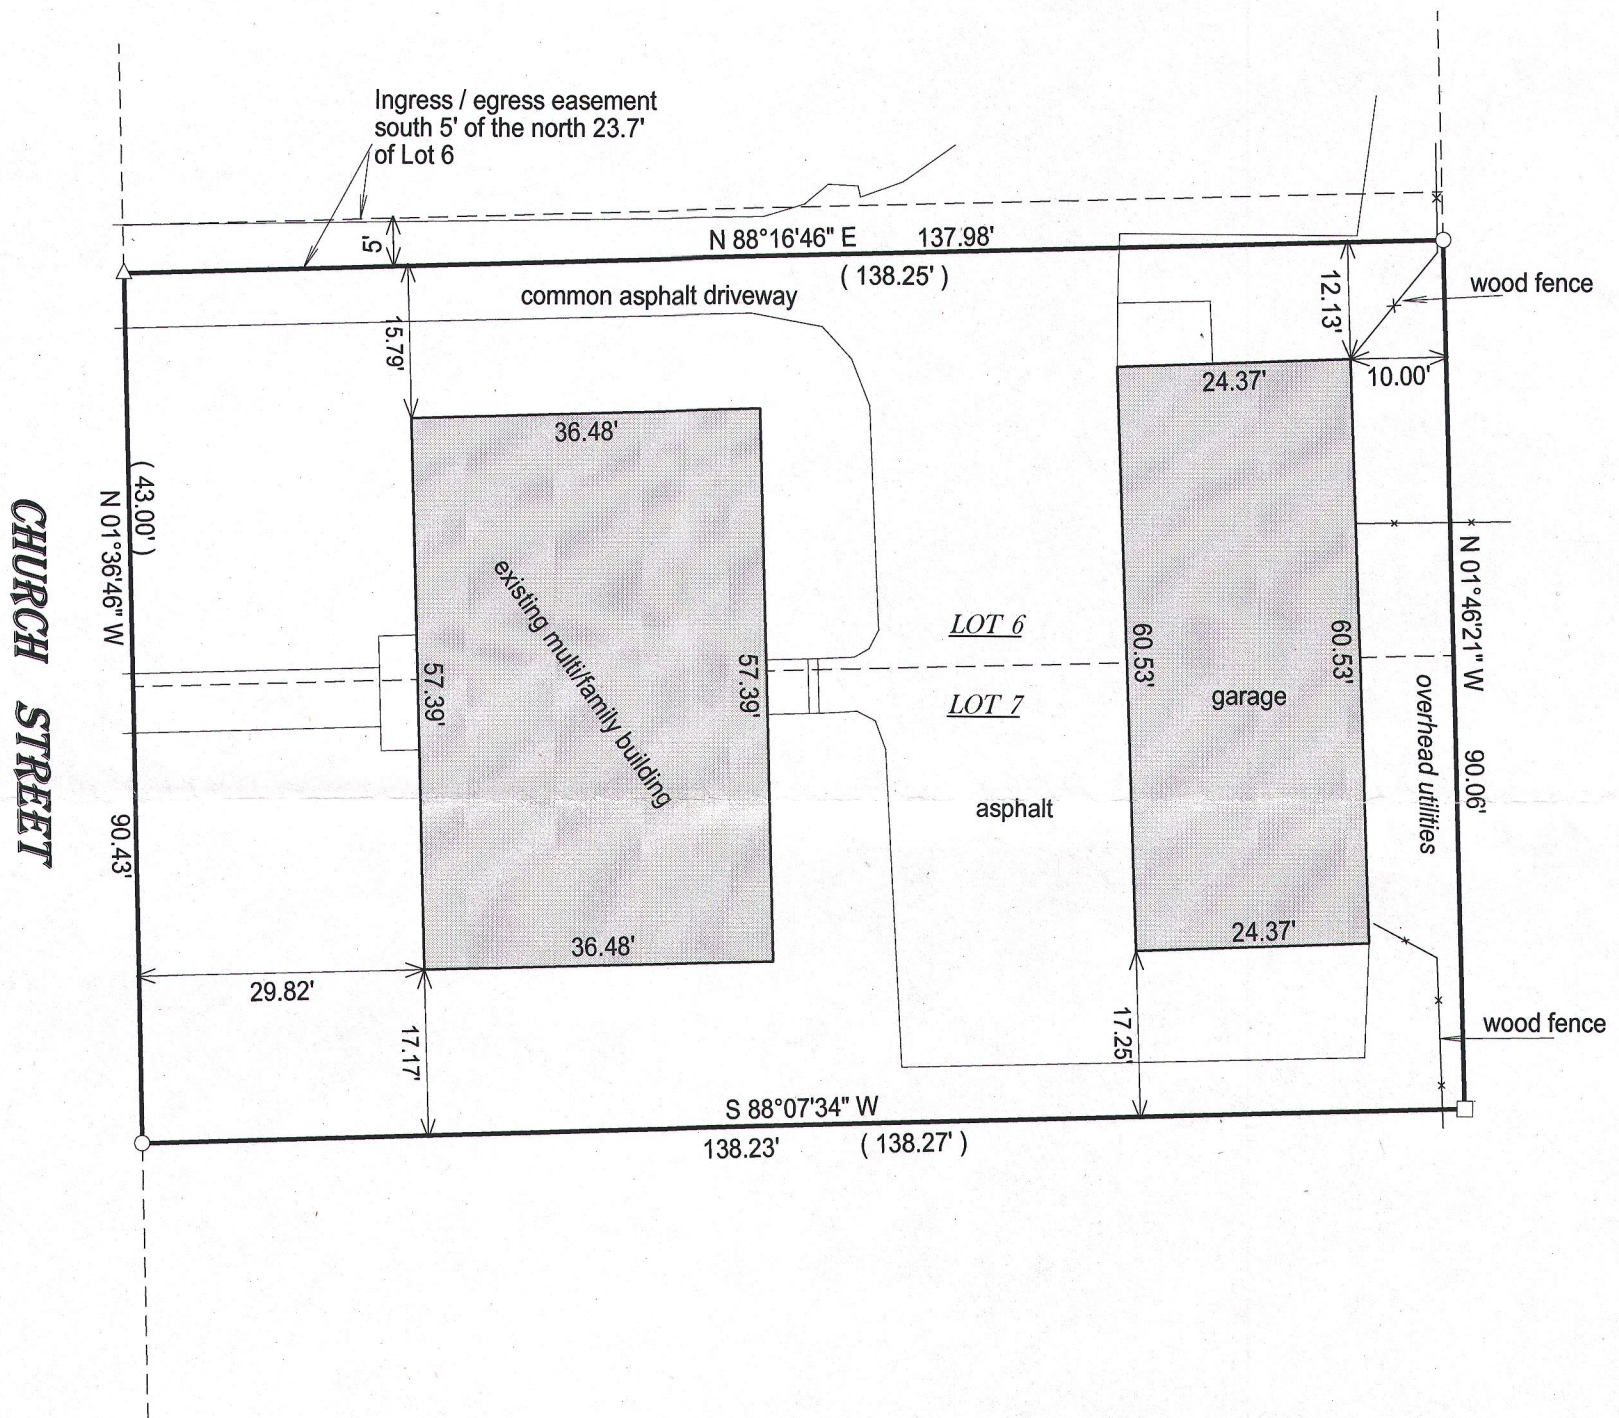 Ingress / egress easement
south 5' of the north 23.7'
of Lot 6
5'
N 88°16'46" E 137.98'
( 138.25' )
common asphalt driveway
15.79'
12.13'
wood fence
10.00'
24.37'
36.48'
( 43.00' )
N 01°36'46" W
90.43'
CHURCH STREET
existing multi/family building
57.39'
57.39'
LOT 6
LOT 7
60.53'
60.53'
garage
N 01°46'21" W
90.06'
overhead utilities
asphalt
36.48'
24.37'
29.82'
17.17'
17.25'
wood fence
S 88°07'34" W
138.23' ( 138.27' )